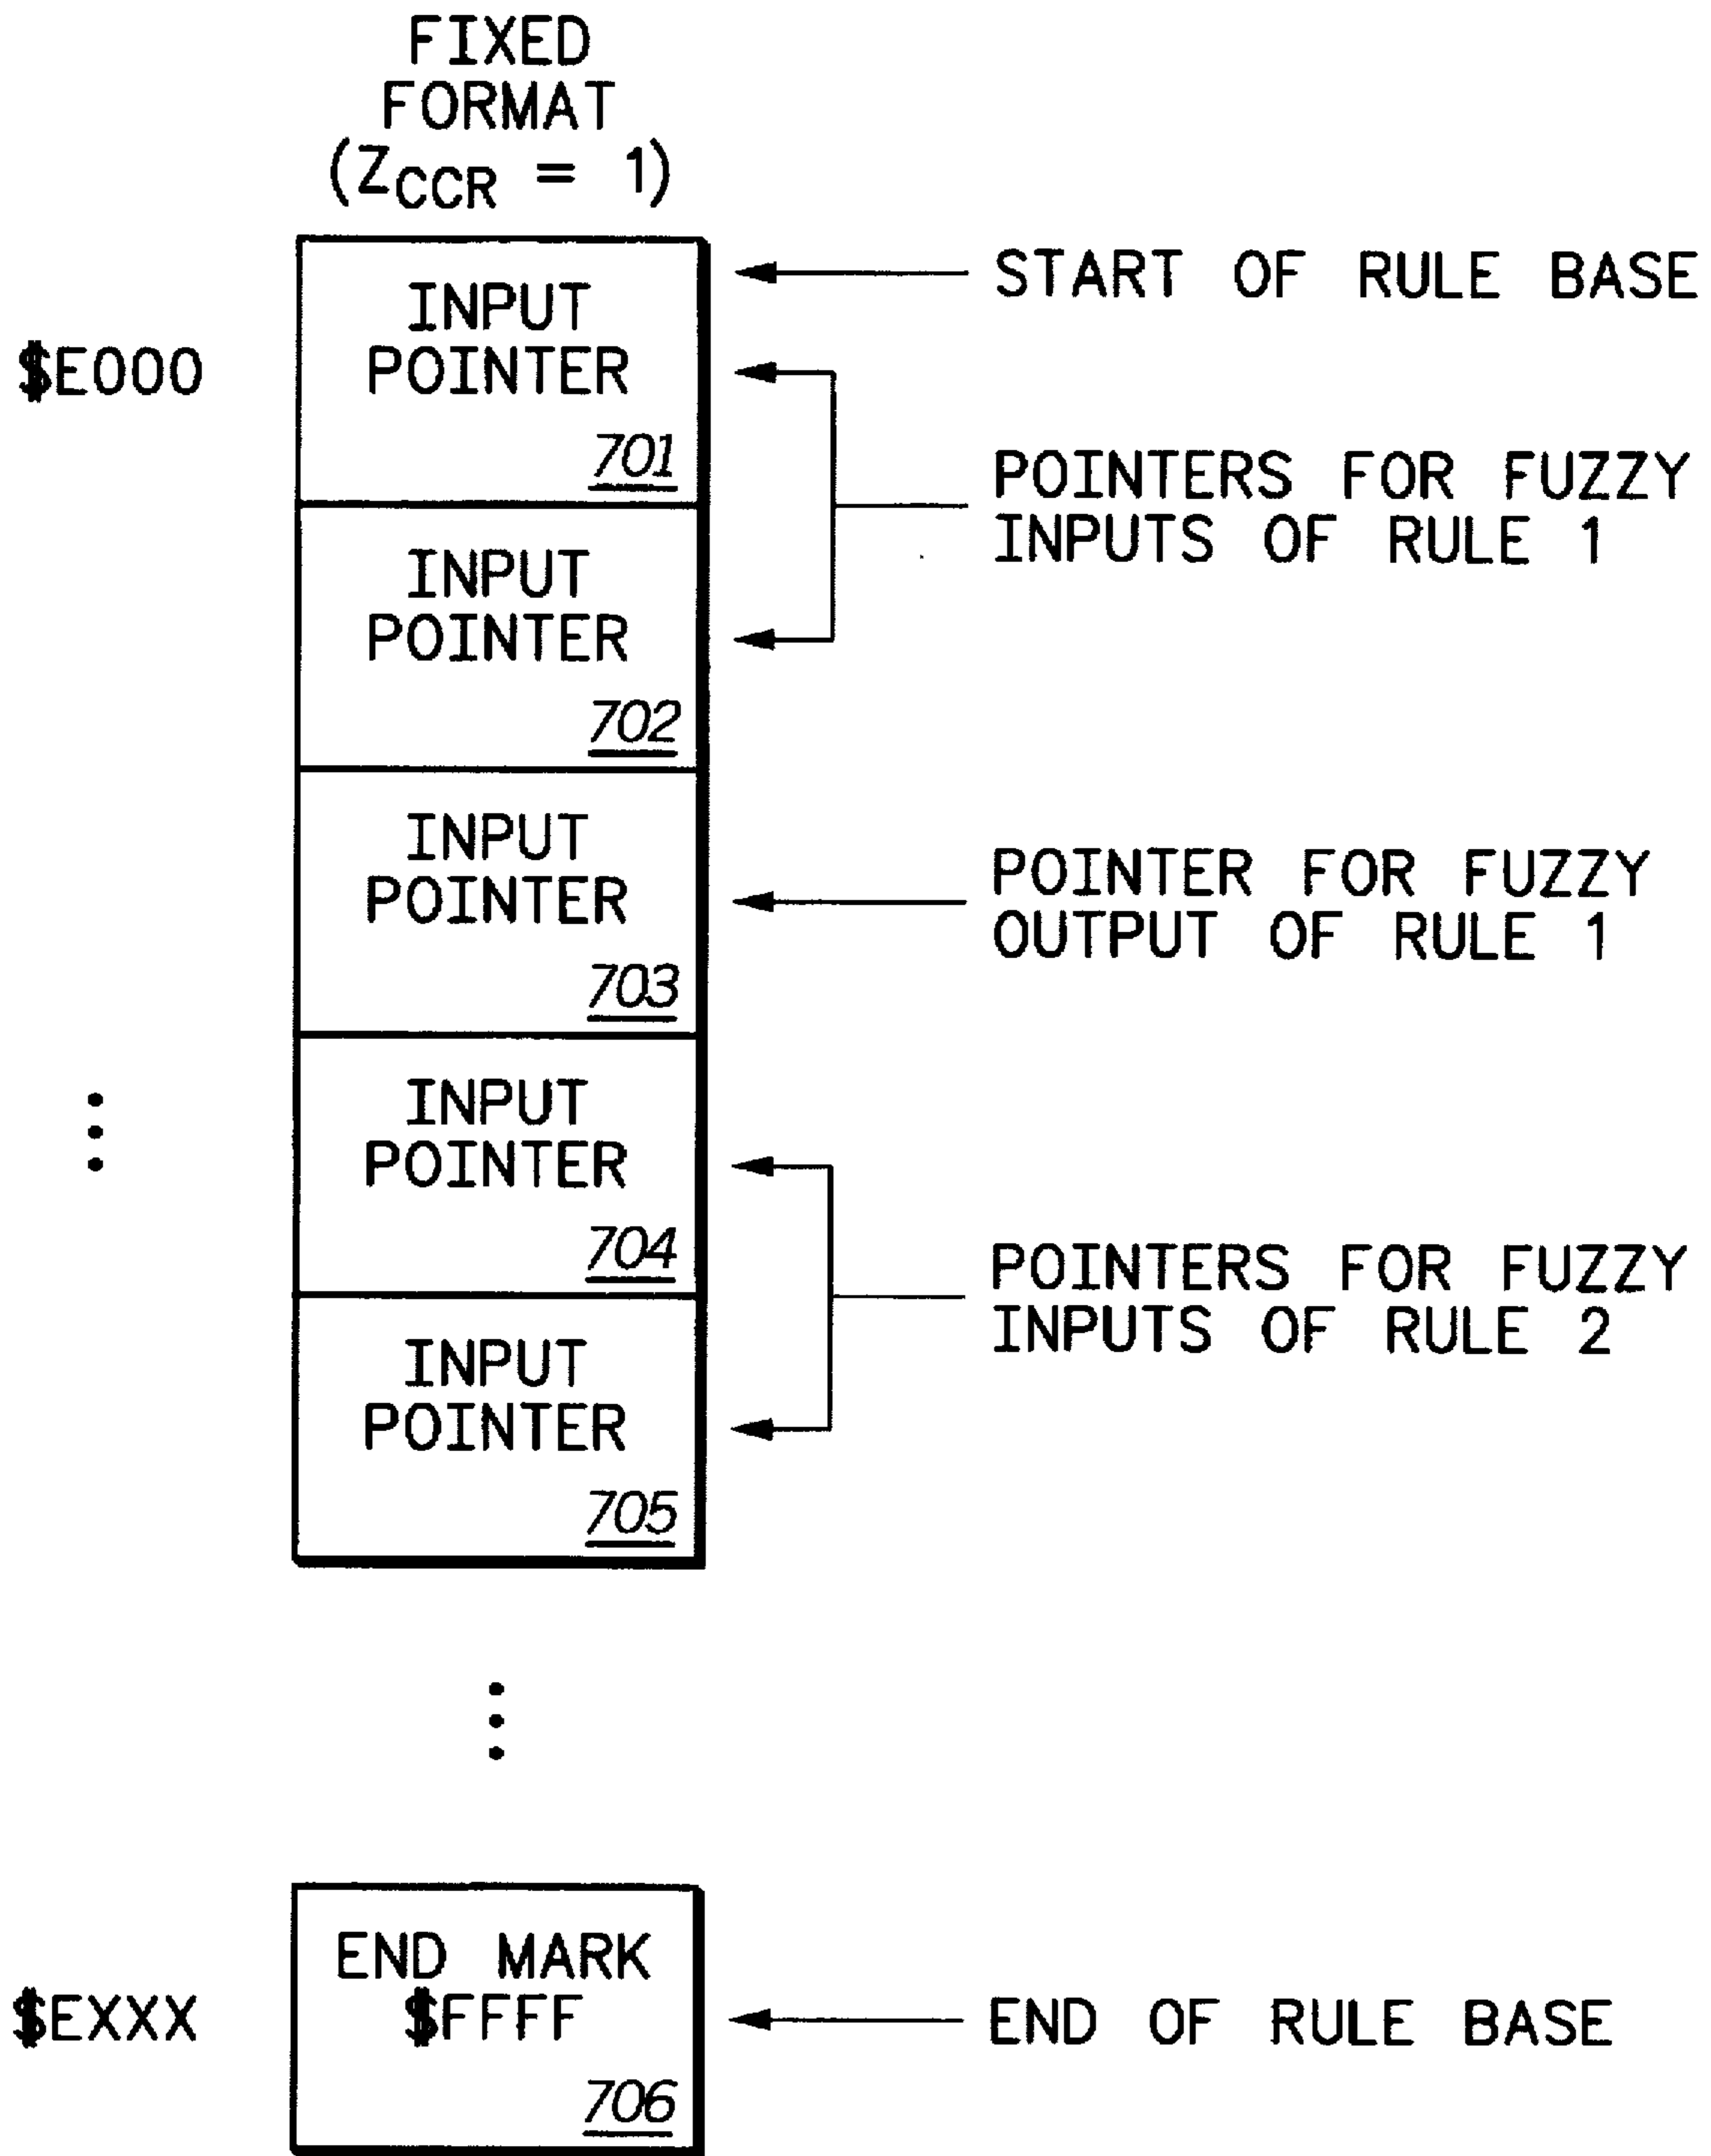 FIXED
FORMAT
(ZCCR = 1)
INPUT
POINTER
701
START OF RULE BASE
$E000
POINTERS FOR FUZZY
INPUTS OF RULE 1
INPUT
POINTER
702
INPUT
POINTER
703
POINTER FOR FUZZY
OUTPUT OF RULE 1
INPUT
POINTER
704
POINTERS FOR FUZZY
INPUTS OF RULE 2
INPUT
POINTER
705
$EXXX
END MARK
$FFFF
706
END OF RULE BASE